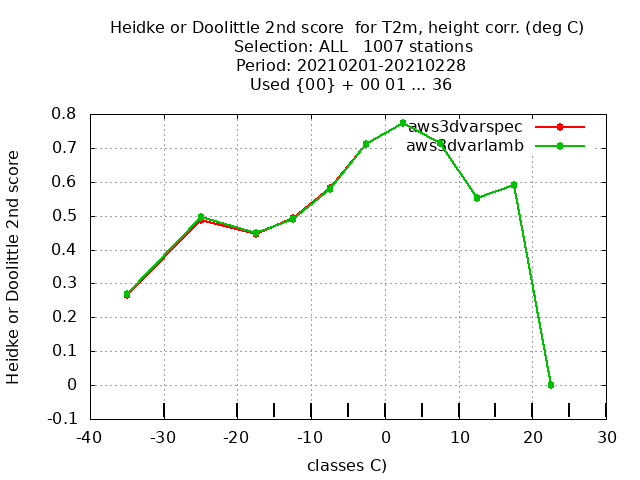 Heidke or Doolittle 2nd score  for T2m, height corr. (deg C)
Selection: ALL   1007 stations
Period: 20210201-20210228
Used {00} + 00 01 ... 36
aws3dvarspec
aws3dvarlamb
Heidke or Doolittle 2nd score
0.8
0.7
0.6
0.5
0.4
0.3
0.2
0.1
0
-0.1
-40 -30 -20 -10 0 10 20 30
classes C)